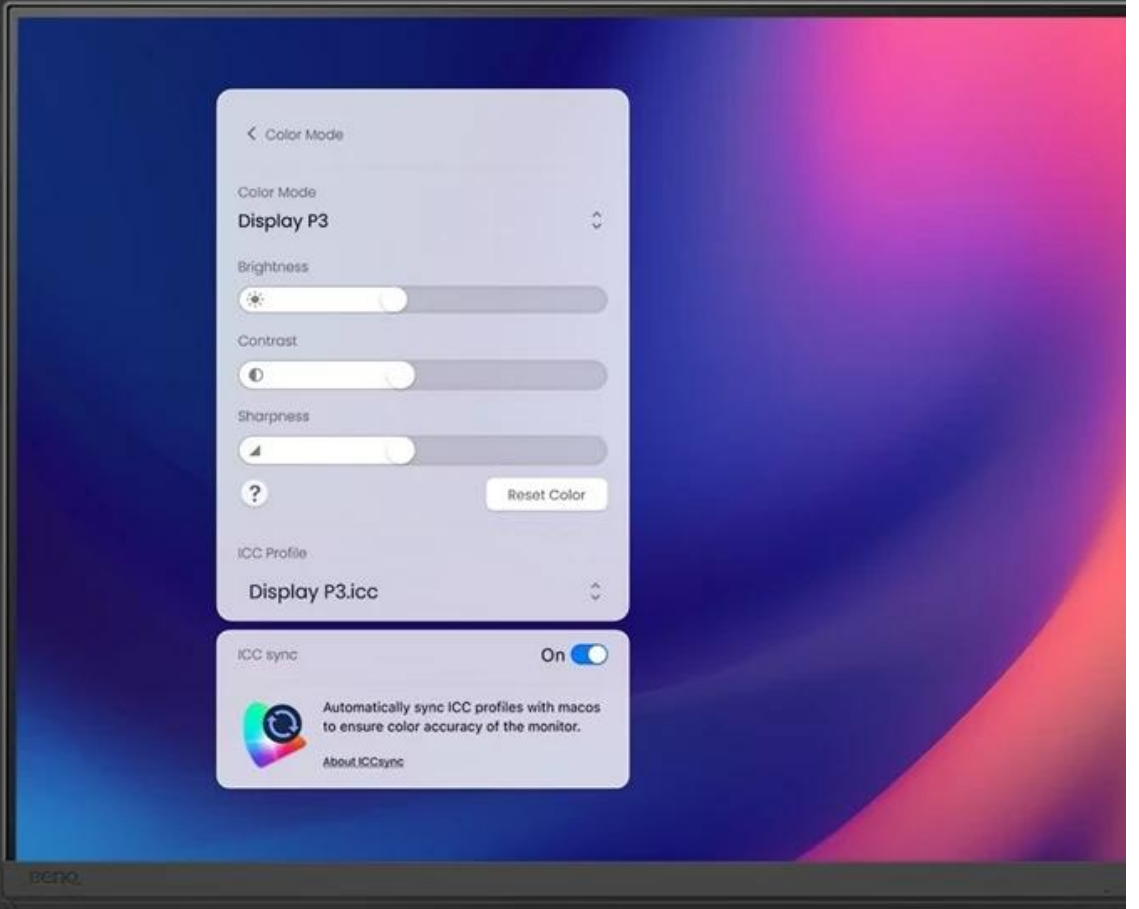 Color Mode
Color Mode
Display P3
Brightness
Contrast
Sharpness
?
Reset Color
ICC Profile
Display P3.icc
ICC sync
On
Automatically sync ICC profiles with macos
to ensure color accuracy of the monitor.
About ICCsync
BenQ